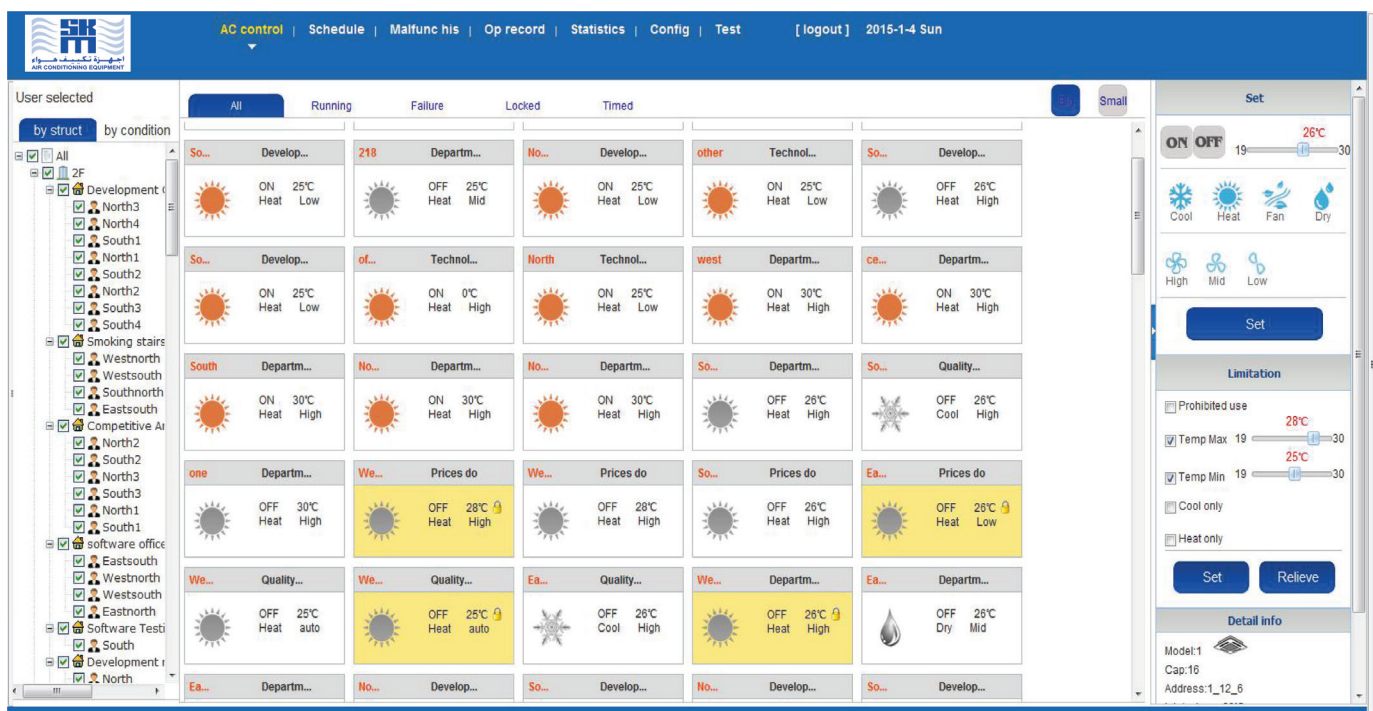 SKM
اجهزة تكييف هواء
AIR CONDITIONING EQUIPMENT
AC control | Schedule | Malfunc his | Op record | Statistics | Config | Test [ logout ] 2015-1-4 Sun
User selected
by struct by condition
All
2F
Development
North3
North4
South1
North1
South2
North2
South3
South4
Smoking stairs
Westnorth
Westsouth
Southnorth
Eastsouth
Competitive
North2
South2
North3
South3
North1
South1
software office
Eastsouth
Westnorth
Westsouth
Eastnorth
Software Testi
South
Development
North
All Running Failure Locked Timed Small
So... Develop... 218 Departm... No... Develop... other Technol... So... Develop...
ON 25℃ OFF 25℃ ON 25℃ ON 25℃ OFF 26℃
Heat Low Heat Mid Heat Low Heat Low Heat High
So... Develop... of... Technol... North Technol... west Departm... ce... Departm...
ON 25℃ ON 0℃ ON 25℃ ON 30℃ ON 30℃
Heat Low Heat High Heat Low Heat High Heat High
South Departm... No... Departm... No... Departm... So... Departm... So... Quality...
ON 30℃ ON 30℃ ON 30℃ OFF 26℃ OFF 26℃
Heat High Heat High Heat High Heat High Cool High
one Departm... We... Prices do We... Prices do So... Prices do Ea... Prices do
OFF 30℃ OFF 28℃ OFF 28℃ OFF 26℃ OFF 26℃
Heat High Heat High Heat High Heat High Heat Low
We... Quality... We... Quality... Ea... Quality... We... Departm... Ea... Departm...
OFF 25℃ OFF 25℃ OFF 26℃ OFF 26℃ OFF 26℃
Heat auto Heat auto Cool High Heat High Dry Mid
Ea... Departm... No... Develop... So... Develop... No... Develop... So... Develop...
Set
26℃
ON OFF 19 30
Cool Heat Fan Dry
High Mid Low
Set
Limitation
Prohibited use
28℃
Temp Max 19 30
25℃
Temp Min 19 30
Cool only
Heat only
Set Relieve
Detail info
Model:1
Cap:16
Address:1_12_6